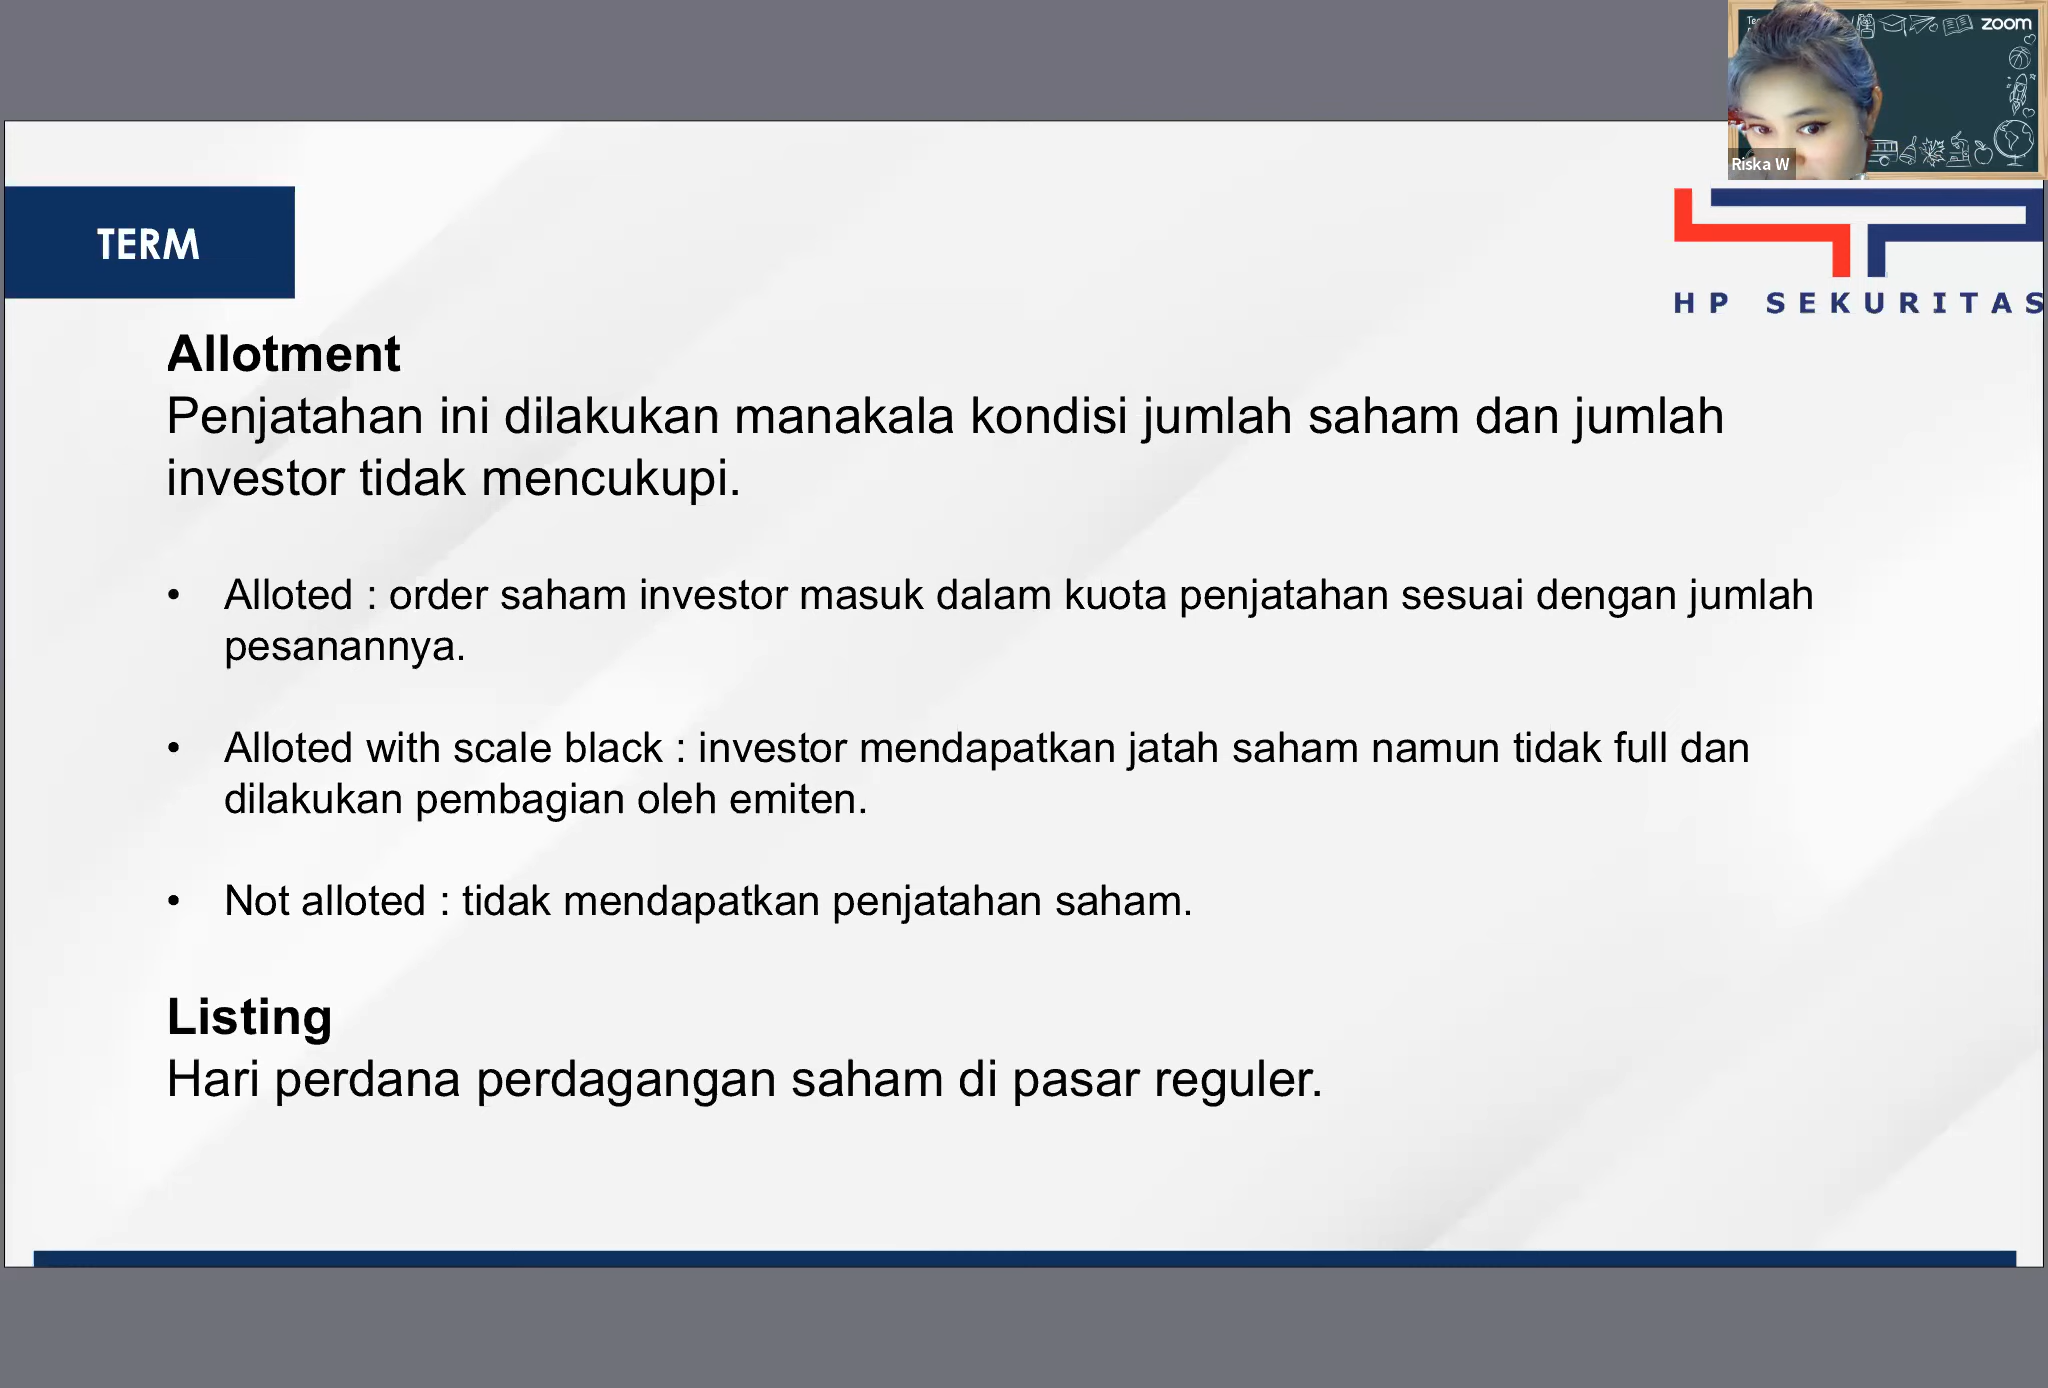 zoom
Riska W
TERM
HP SEKURITAS
Allotment
Penjatahan ini dilakukan manakala kondisi jumlah saham dan jumlah
investor tidak mencukupi.
• Alloted : order saham investor masuk dalam kuota penjatahan sesuai dengan jumlah
pesanannya.
• Alloted with scale black : investor mendapatkan jatah saham namun tidak full dan
dilakukan pembagian oleh emiten.
• Not alloted : tidak mendapatkan penjatahan saham.
Listing
Hari perdana perdagangan saham di pasar reguler.